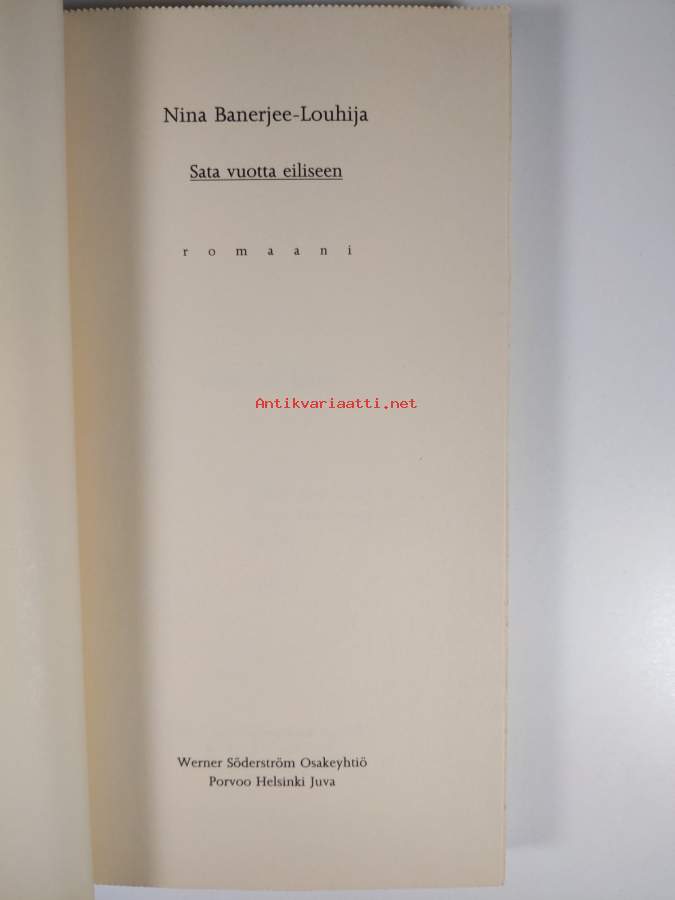 Nina Banerjee-Louhija
Sata vuotta eiliseen
r o m a a n i
Antikvariaatti.net
Werner Söderström Osakeyhtiö
Porvoo Helsinki Juva